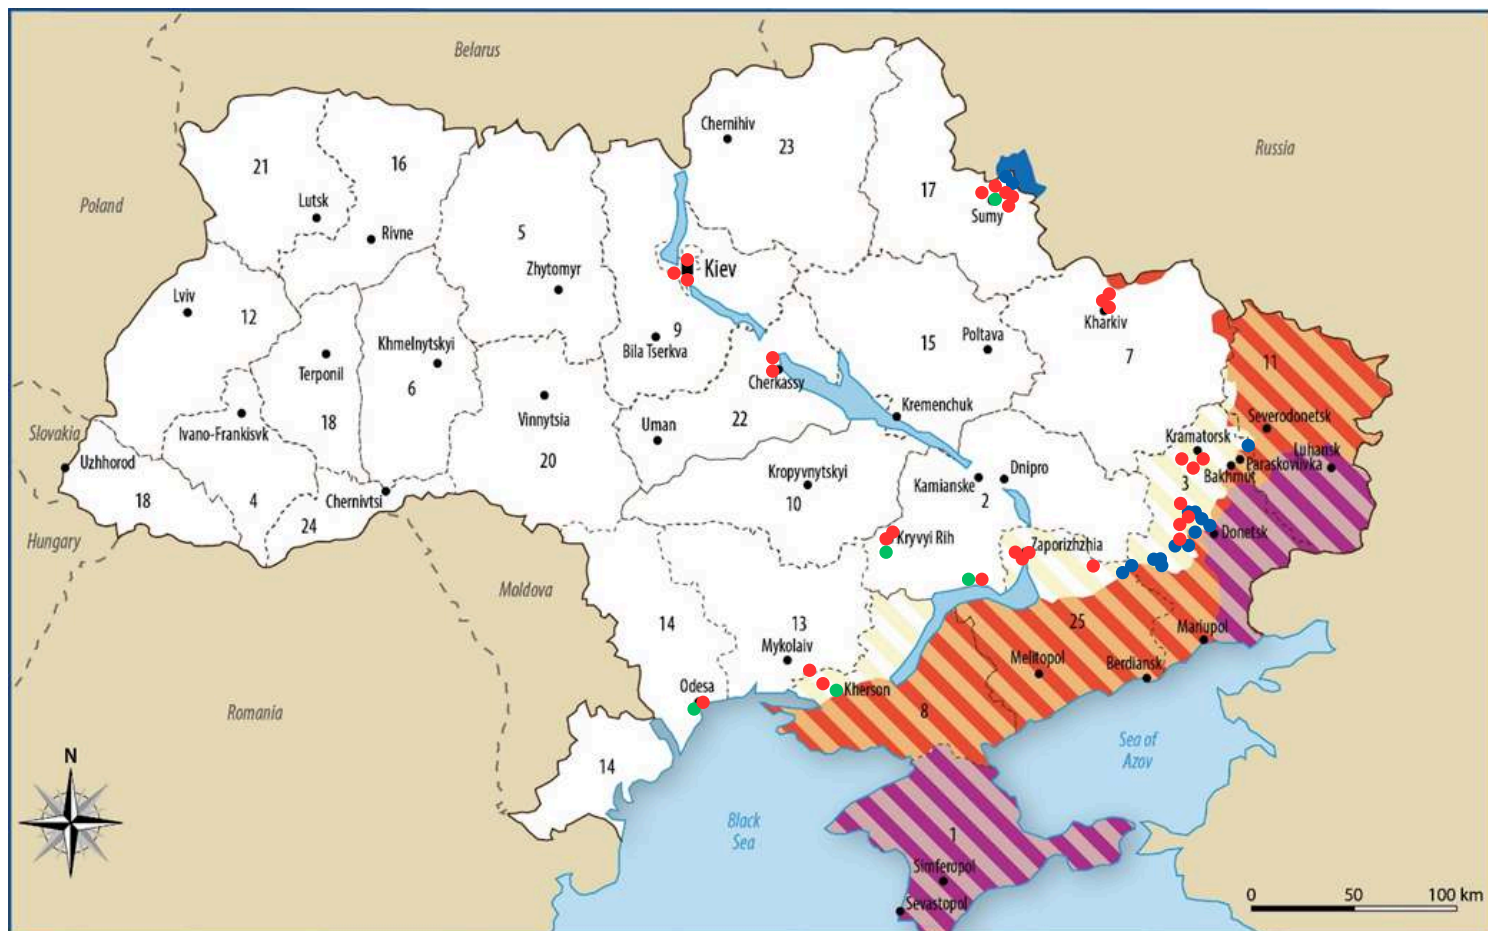 Belarus
Chernihiv
23
Russia
21
16
17
Poland
Lutsk
Rivne
Sumy
5
Zhytomyr
Kiev
Lviv
12
Kharkiv
Khmelnytskyi
9
Bila Tserkva
15
Poltava
7
11
Terponil
6
Cherkassy
Vinnytsia
Kremenchuk
Severodonetsk
Slovakia
Ivano-Frankisvk
18
Uman
22
Kramatorsk
Luhansk
Uzhhorod
20
Kropyvnytskyi
Dnipro
Paraskoviivka
Bakhmut
Kamianske
3
18
4
24
Chernivtsi
10
2
Hungary
Kryvyi Rih
Donetsk
Zaporizhzhia
Moldova
14
13
25
Mariupol
Mykolaiv
Melitopol
Berdiansk
Odesa
Kherson
Romania
8
Sea of
Azov
N
14
Black
Sea
1
Simferopol
Sevastopol
0 50 100 km